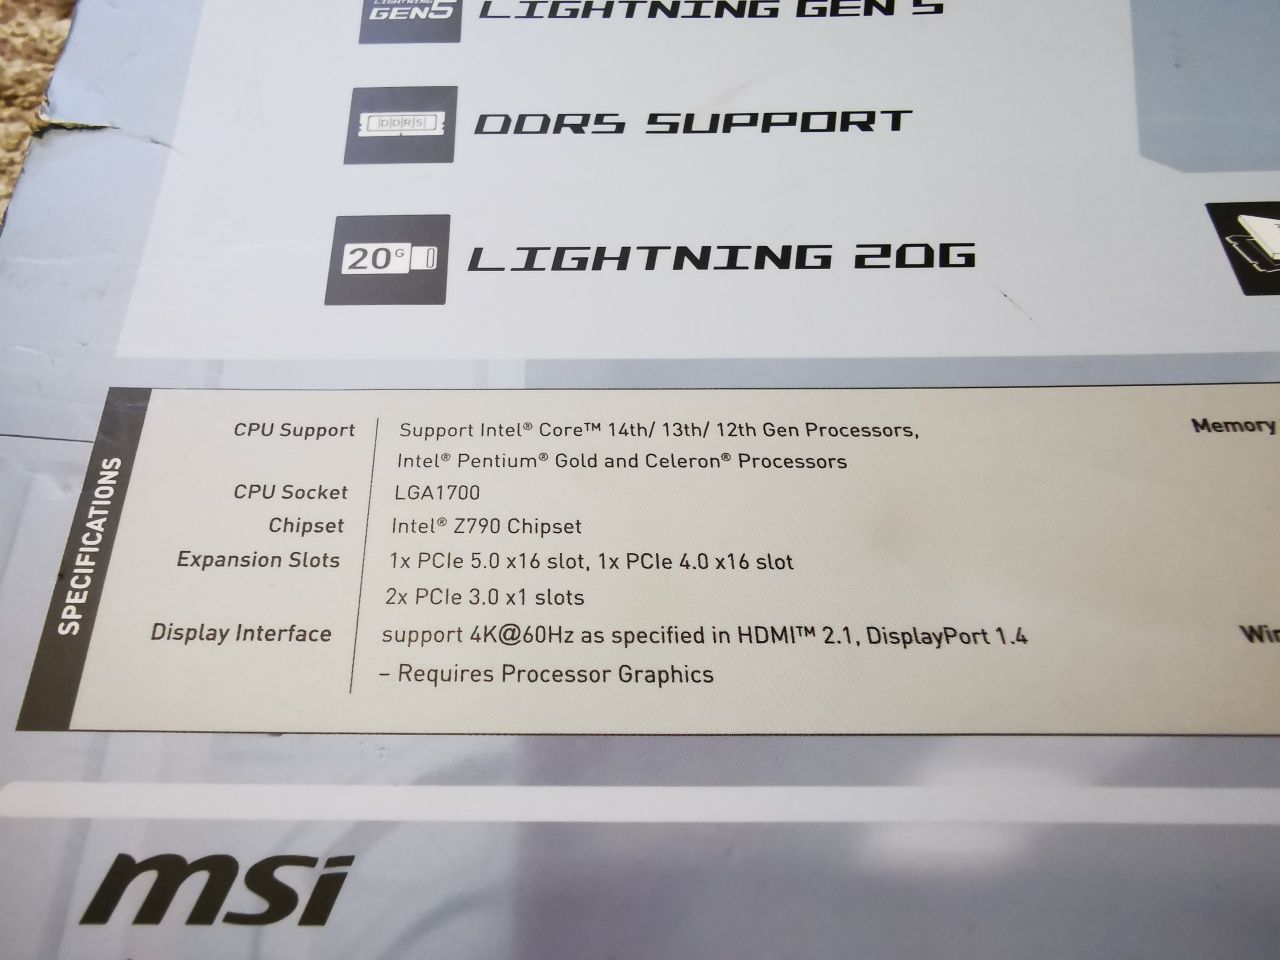 LIGHTNING GEN5
LIGHTNING GEN 5
DDR5
DDR5 SUPPORT
20G
LIGHTNING 20G
SPECIFICATIONS
CPU Support Support Intel® Core™ 14th/ 13th/ 12th Gen Processors,
Intel® Pentium® Gold and Celeron® Processors
CPU Socket LGA1700
Chipset Intel® Z790 Chipset
Expansion Slots 1x PCIe 5.0 x16 slot, 1x PCIe 4.0 x16 slot
2x PCIe 3.0 x1 slots
Display Interface support 4K@60Hz as specified in HDMI™ 2.1, DisplayPort 1.4
– Requires Processor Graphics
Memory
msi